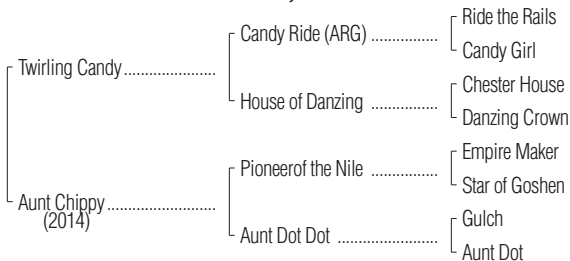 Ride the Rails
Candy Ride (ARG) ................
Candy Girl
Twirling Candy ......................
Chester House
House of Danzing ................
Danzing Crown
Empire Maker
Pioneerof the Nile ................
Star of Goshen
Aunt Chippy ..........................
(2014)
Gulch
Aunt Dot Dot ........................
Aunt Dot